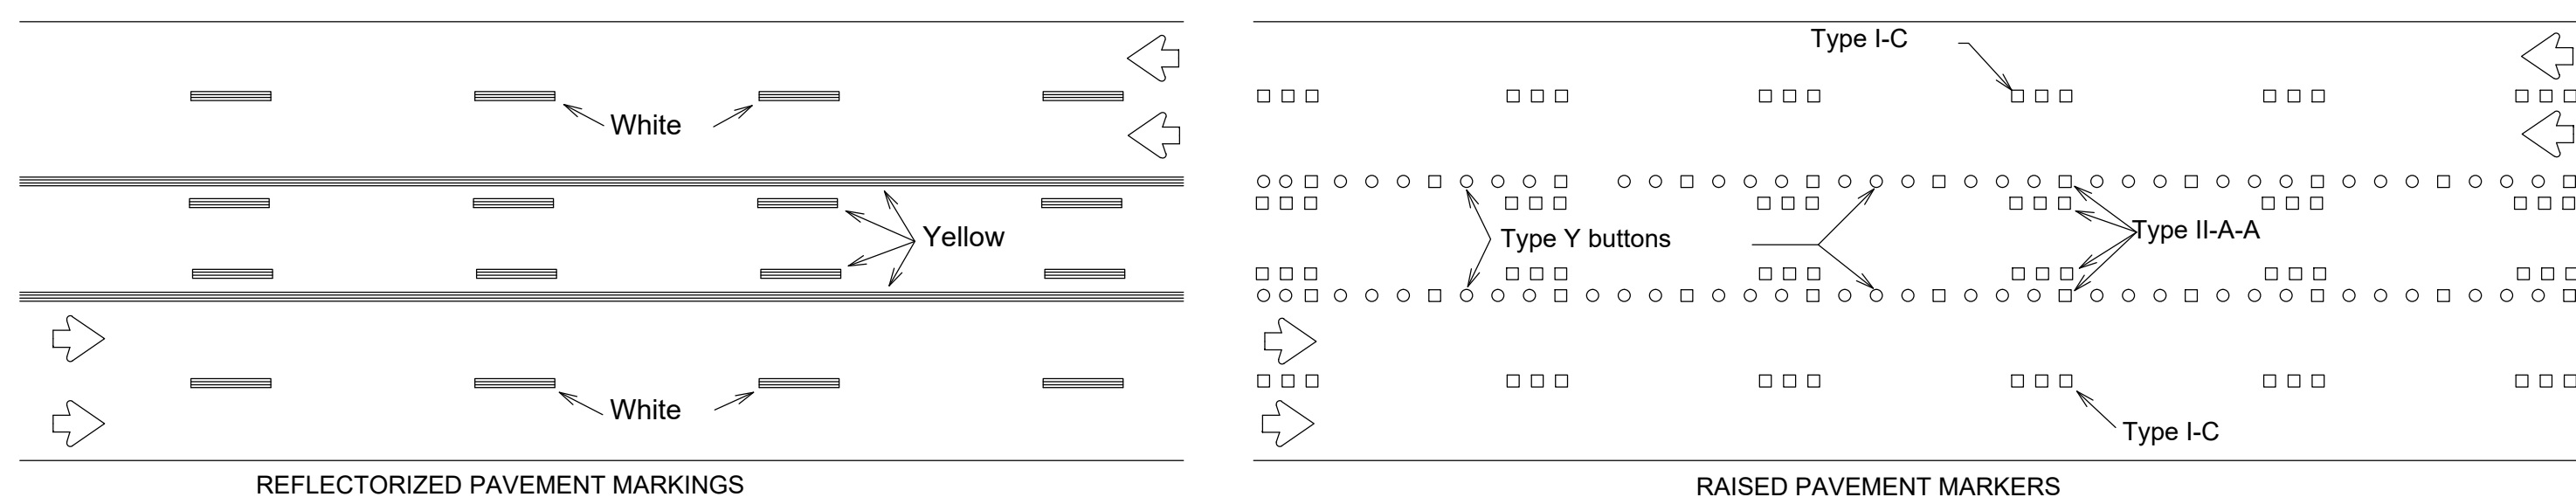 Type I-C
White
Yellow
Type Y buttons
Type II-A-A
White
Type I-C
REFLECTORIZED PAVEMENT MARKINGS
RAISED PAVEMENT MARKERS